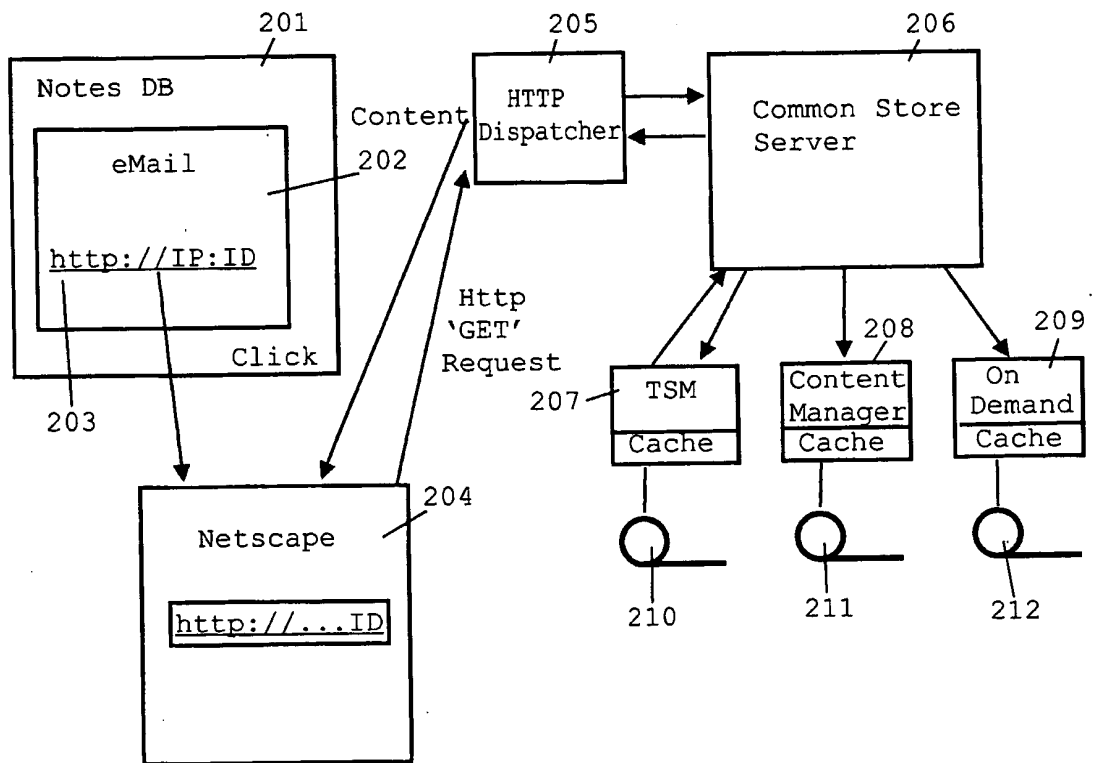 201
205
206
Notes DB
HTTP
Dispatcher
Common Store
Server
Content
eMail
202
http://IP:ID
Click
203
Http
‘GET’
Request
207
TSM
Cache
208
Content
Manager
Cache
209
On
Demand
Cache
204
Netscape
http://...ID
210
211
212